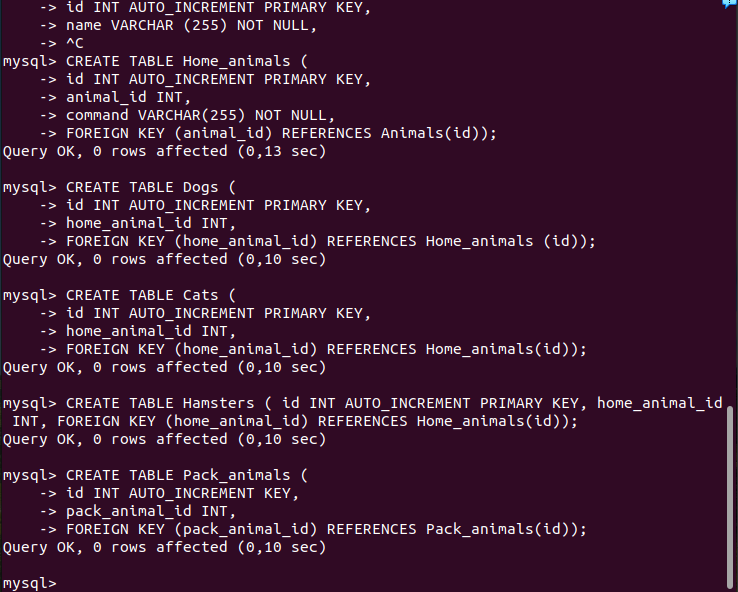 -> id INT AUTO_INCREMENT PRIMARY KEY,
    -> name VARCHAR (255) NOT NULL,
    -> ^C
mysql> CREATE TABLE Home_animals (
    -> id INT AUTO_INCREMENT PRIMARY KEY,
    -> animal_id INT,
    -> command VARCHAR(255) NOT NULL,
    -> FOREIGN KEY (animal_id) REFERENCES Animals(id));
Query OK, 0 rows affected (0,13 sec)

mysql> CREATE TABLE Dogs (
    -> id INT AUTO_INCREMENT PRIMARY KEY,
    -> home_animal_id INT,
    -> FOREIGN KEY (home_animal_id) REFERENCES Home_animals (id));
Query OK, 0 rows affected (0,10 sec)

mysql> CREATE TABLE Cats (
    -> id INT AUTO_INCREMENT PRIMARY KEY,
    -> home_animal_id INT,
    -> FOREIGN KEY (home_animal_id) REFERENCES Home_animals(id));
Query OK, 0 rows affected (0,10 sec)

mysql> CREATE TABLE Hamsters ( id INT AUTO_INCREMENT PRIMARY KEY, home_animal_id
 INT, FOREIGN KEY (home_animal_id) REFERENCES Home_animals(id));
Query OK, 0 rows affected (0,10 sec)

mysql> CREATE TABLE Pack_animals (
    -> id INT AUTO_INCREMENT KEY,
    -> pack_animal_id INT,
    -> FOREIGN KEY (pack_animal_id) REFERENCES Pack_animals(id));
Query OK, 0 rows affected (0,10 sec)

mysql>